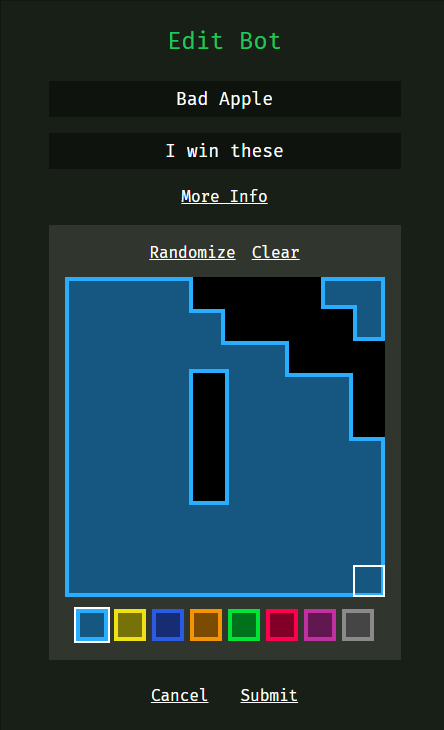 Edit Bot
Bad Apple
I win these
More Info
Randomize Clear
Cancel Submit